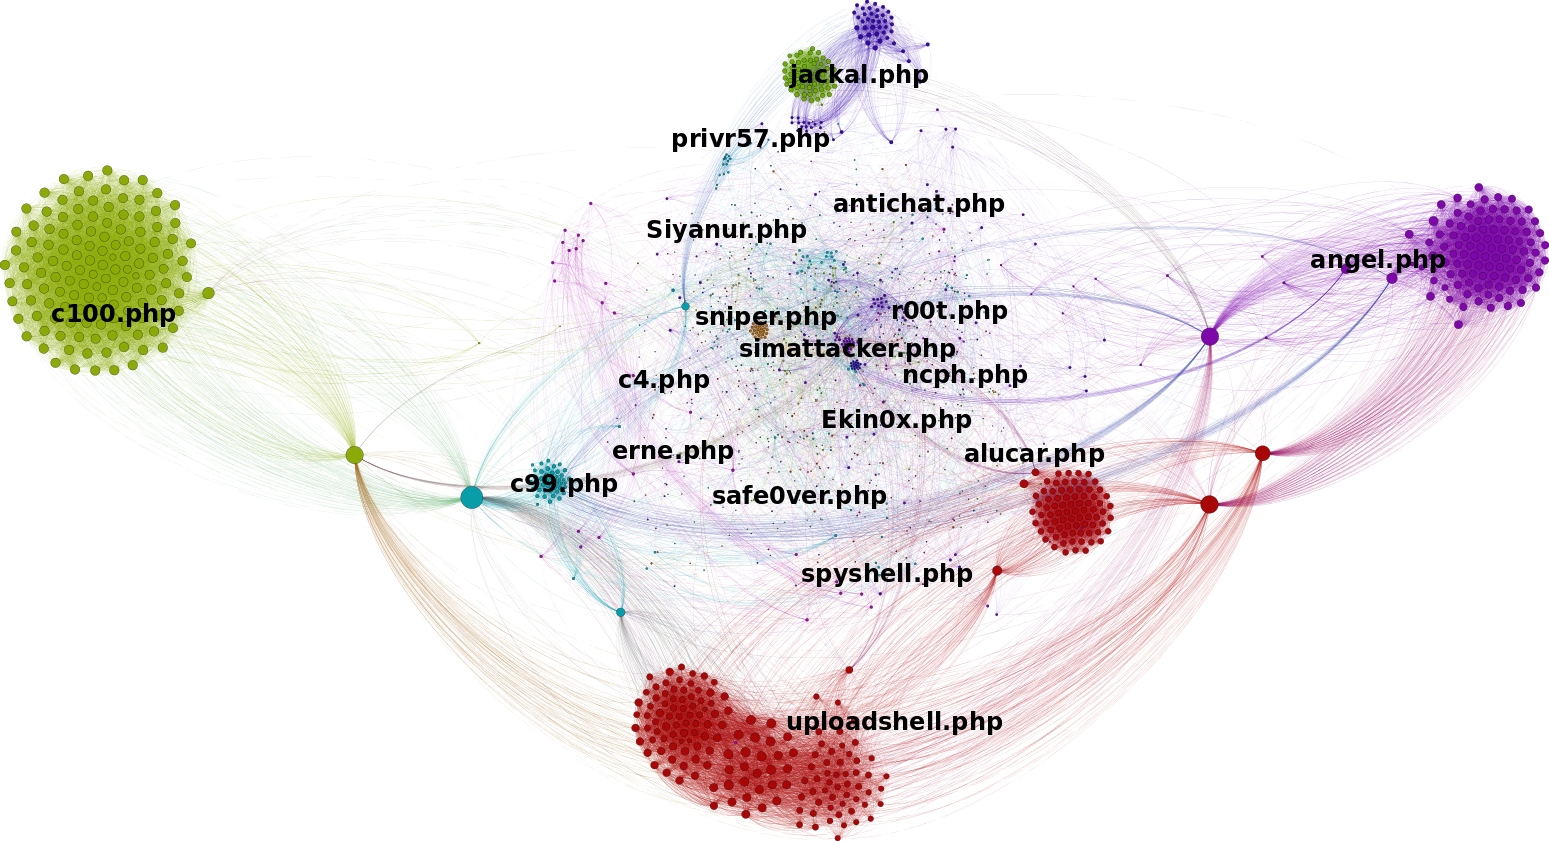 jackal.php
privr57.php
antichat.php
Siyanur.php
angel.php
c100.php
r00t.php
sniper.php
simattacker.php
ncph.php
c4.php
Ekin0x.php
erne.php
alucar.php
c99.php
safe0ver.php
spyshell.php
uploadshell.php